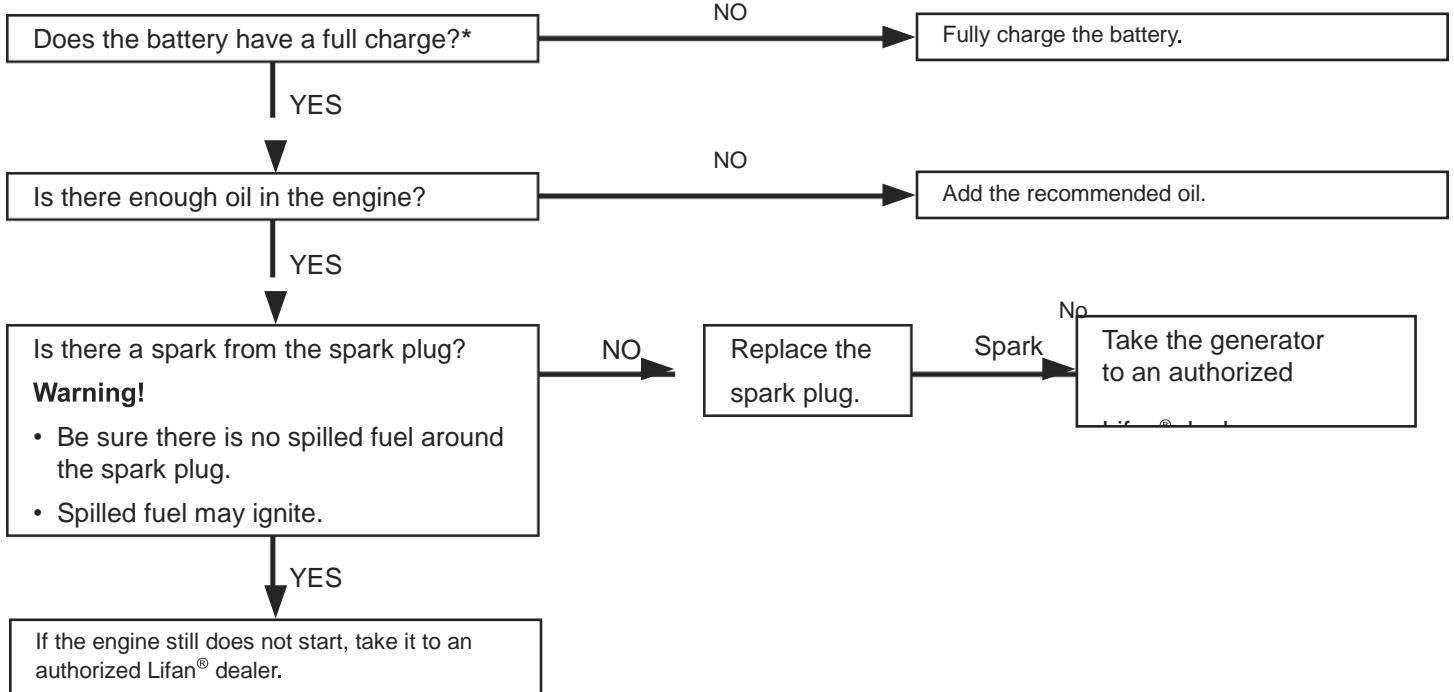 NO
Does the battery have a full charge?*
Fully charge the battery.
YES
NO
Is there enough oil in the engine?
Add the recommended oil.
YES
Is there a spark from the spark plug?
Warning!
• Be sure there is no spilled fuel around
the spark plug.
• Spilled fuel may ignite.
NO
Replace the
spark plug.
No
Spark
Take the generator
to an authorized
YES
If the engine still does not start, take it to an
authorized Lifan® dealer.